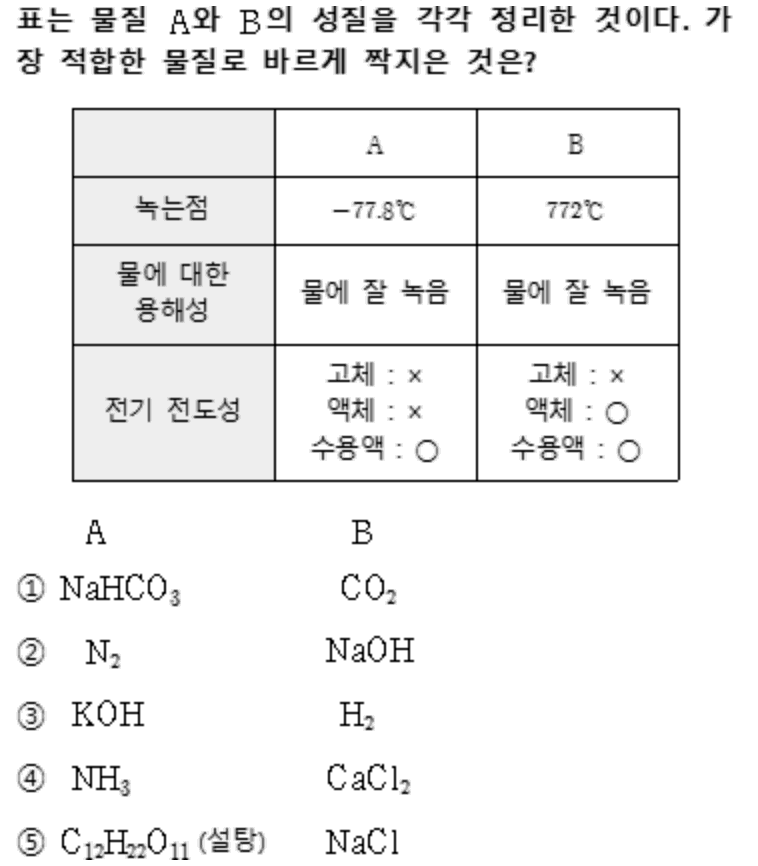 표는 물질 A와 B의 성질을 각각 정리한 것이다. 가
장 적합한 물질로 바르게 짝지은 것은?
A B
녹는점 −77.8℃ 772℃
물에 대한
용해성 물에 잘 녹음 물에 잘 녹음
고체 : × 고체 : ×
전기 전도성 액체 : × 액체 : ○
수용액 : ○ 수용액 : ○
A B
① NaHCO₃ CO₂
② N₂ NaOH
③ KOH H₂
④ NH₃ CaCl₂
⑤ C₁₂H₂₂O₁₁ (설탕) NaCl